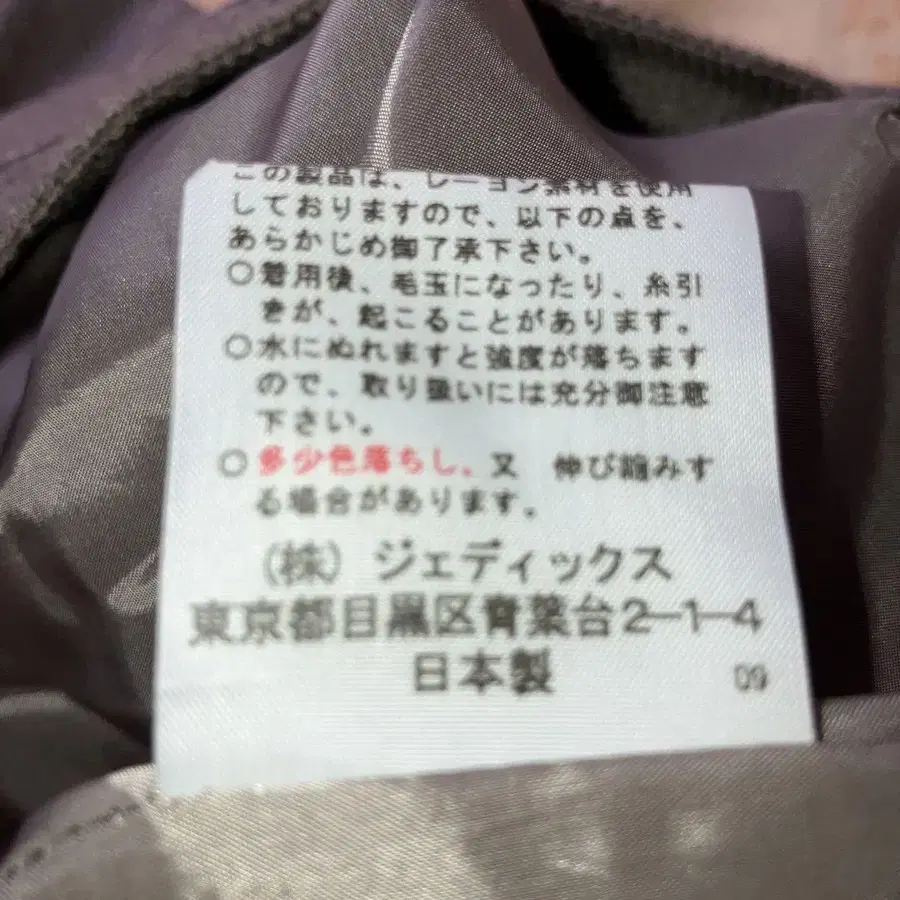 この製品は、レーヨン素材を使用
しておりますので、以下の点を、
あらかじめ御了承下さい。
○着用後、毛玉になったり、糸引
きが、起こることがあります。
○水にぬれますと強度が落ちます
ので、取り扱いには充分御注意
下さい。
○多少色落ちし、又 伸び縮みす
る場合があります。
(株) ジェディックス
東京都目黒区青葉台2-1-4
日本製 09